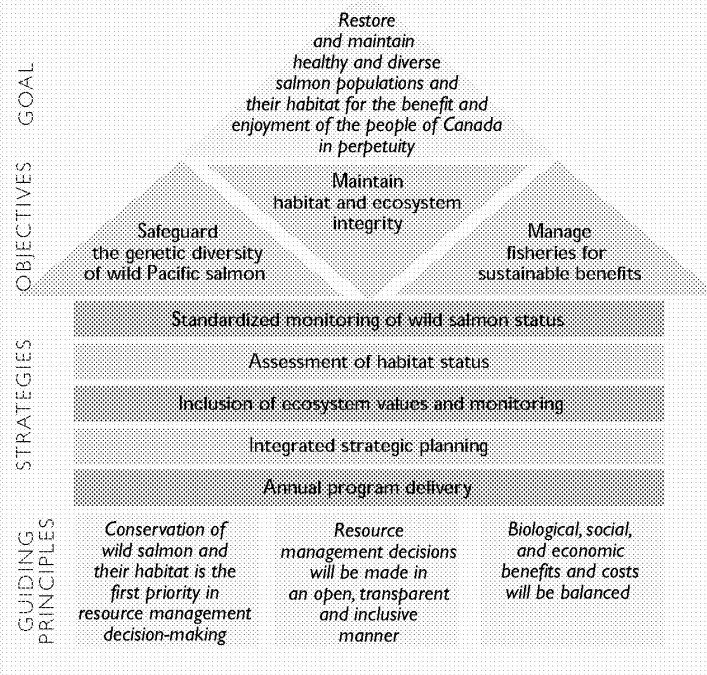 GOAL
Restore
and maintain
healthy and diverse
salmon populations and
their habitat for the benefit and
enjoyment of the people of Canada
in perpetuity
OBJECTIVES
Safeguard
the genetic diversity
of wild Pacific salmon
Maintain
habitat and ecosystem
integrity
Manage
fisheries for
sustainable benefits
STRATEGIES
Standardized monitoring of wild salmon status
Assessment of habitat status
Inclusion of ecosystem values and monitoring
Integrated strategic planning
Annual program delivery
GUIDING
PRINCIPLES
Conservation of
wild salmon and
their habitat is the
first priority in
resource management
decision-making
Resource
management decisions
will be made in
an open, transparent
and inclusive
manner
Biological, social,
and economic
benefits and costs
will be balanced